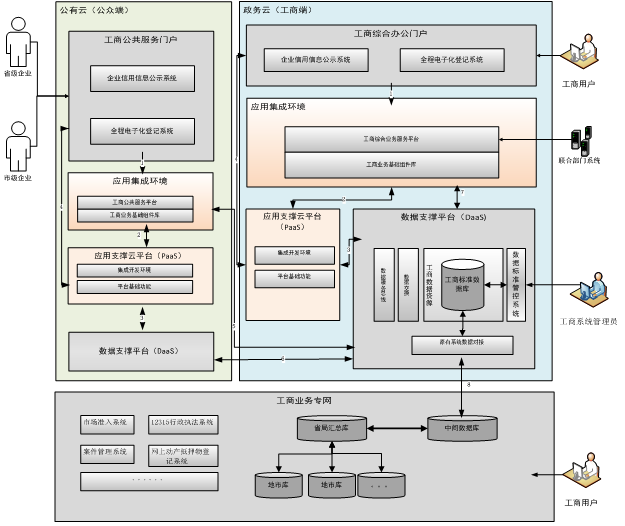 公有云（公众端）
政务云（工商端）
省级企业
市级企业
工商公共服务门户
企业信用信息公示系统
全程电子化登记系统
应用集成环境
工商公共服务平台
工商业务基础组件库
2
应用支撑云平台（PaaS）
集成开发环境
平台基础功能
3
数据支撑平台（DaaS）
工商综合办公门户
企业信用信息公示系统
全程电子化登记系统
工商用户
应用集成环境
工商综合业务服务平台
工商业务基础组件库
联合部门系统
2
7
应用支撑云平台
（PaaS）
集成开发环境
平台基础功能
3
数据支撑平台（DaaS）
数据服务总线
数据交换
工商数据资源
工商标准数
据库
数据标准管控系统
原有系统数据对接
工商系统管理员
6
8
工商业务专网
市场准入系统
12315行政执法系统
案件管理系统
网上动产抵押物登
记系统
······
省局汇总库
中间数据库
地市库
地市库
···
工商用户